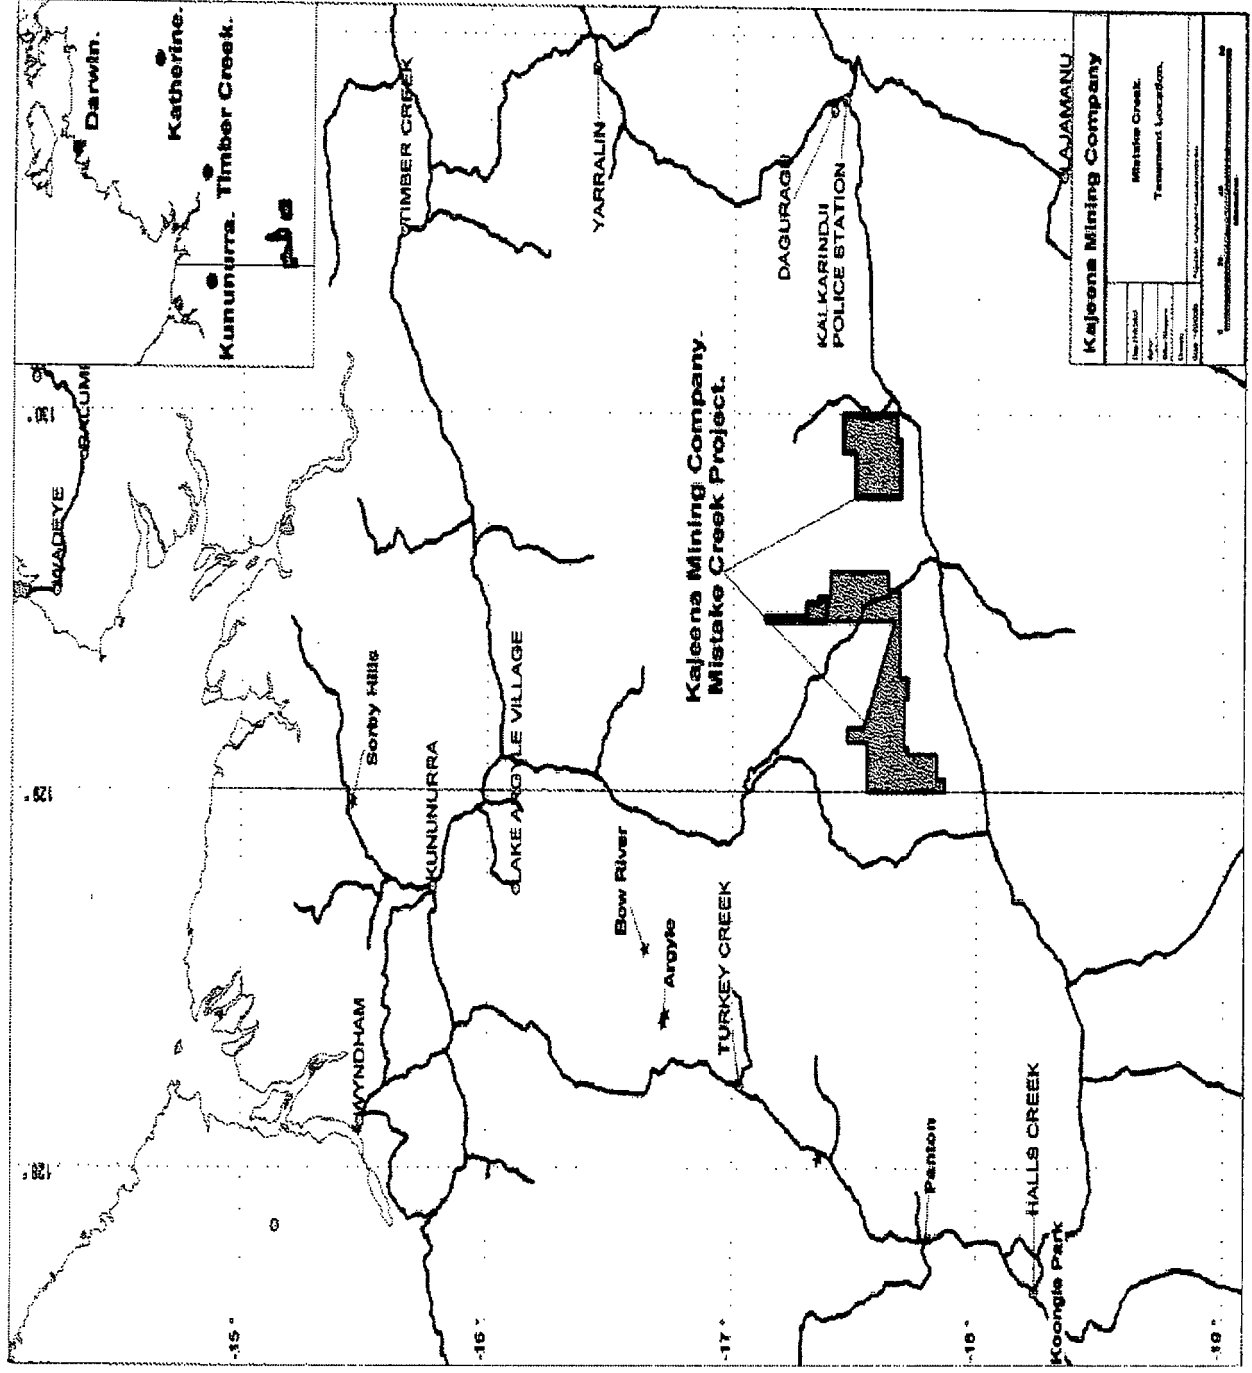 Darwin.
Katherine.
Kununurra. Timber Creek.
WADEYE
128°
129°
130°
-15°
-16°
-17°
-18°
-19°
TIMBER CREEK
YARRALIN
DAGURAGU
KALKARINDJI
POLICE STATION
LAJAMANU
Sorby Hills
KUNUNURRA
LAKE ARGYLE VILLAGE
WYNDHAM
Bow River
Argyle
TURKEY CREEK
Panton
HALLS CREEK
Koongie Park
Kajeena Mining Company.
Mistake Creek Project.
Kajeena Mining Company
Mistake Creek
Tenement Location.